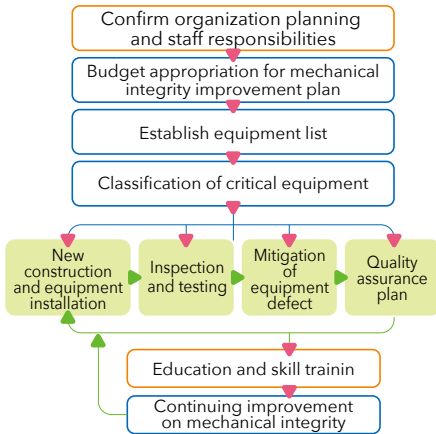 Confirm organization planning
and staff responsibilities
Budget appropriation for mechanical
integrity improvement plan
Establish equipment list
Classification of critical equipment
New
construction
and equipment
installation
Inspection
and testing
Mitigation
of
equipment
defect
Quality
assurance
plan
Education and skill trainin
Continuing improvement
on mechanical integrity